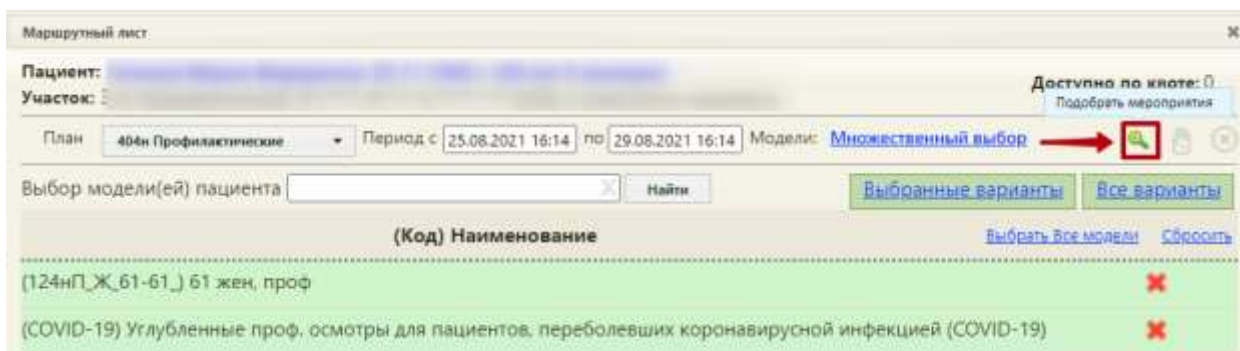 Маршрутный лист
Пациент:
Участок:
Доступно по квоте: 0
Подобрать мероприятия
План 404н Профилактические Период с 25.08.2021 16:14 по 29.08.2021 16:14 Модели: Множественный выбор
Выбор модели(ей) пациента Найти Выбранные варианты Все варианты
(Код) Наименование Выбрать Все модели Сбросить
(124нП_Ж_61-61_) 61 жен, проф
(COVID-19) Углубленные проф. осмотры для пациентов, переболевших коронавирусной инфекцией (COVID-19)